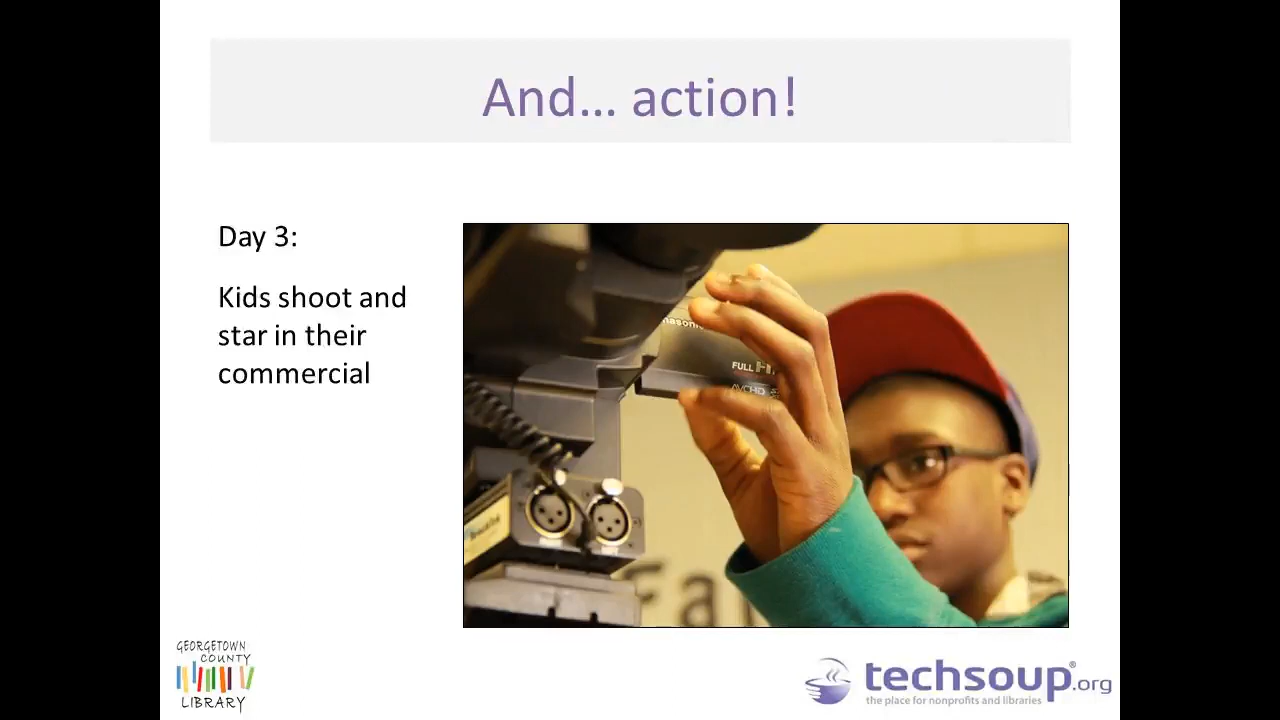 And... action!
Day 3:
Kids shoot and
star in their
commercial
FULL
AVCHD
GEORGETOWN
COUNTY
LIBRARY
techsoup®.org
the place for nonprofits and libraries